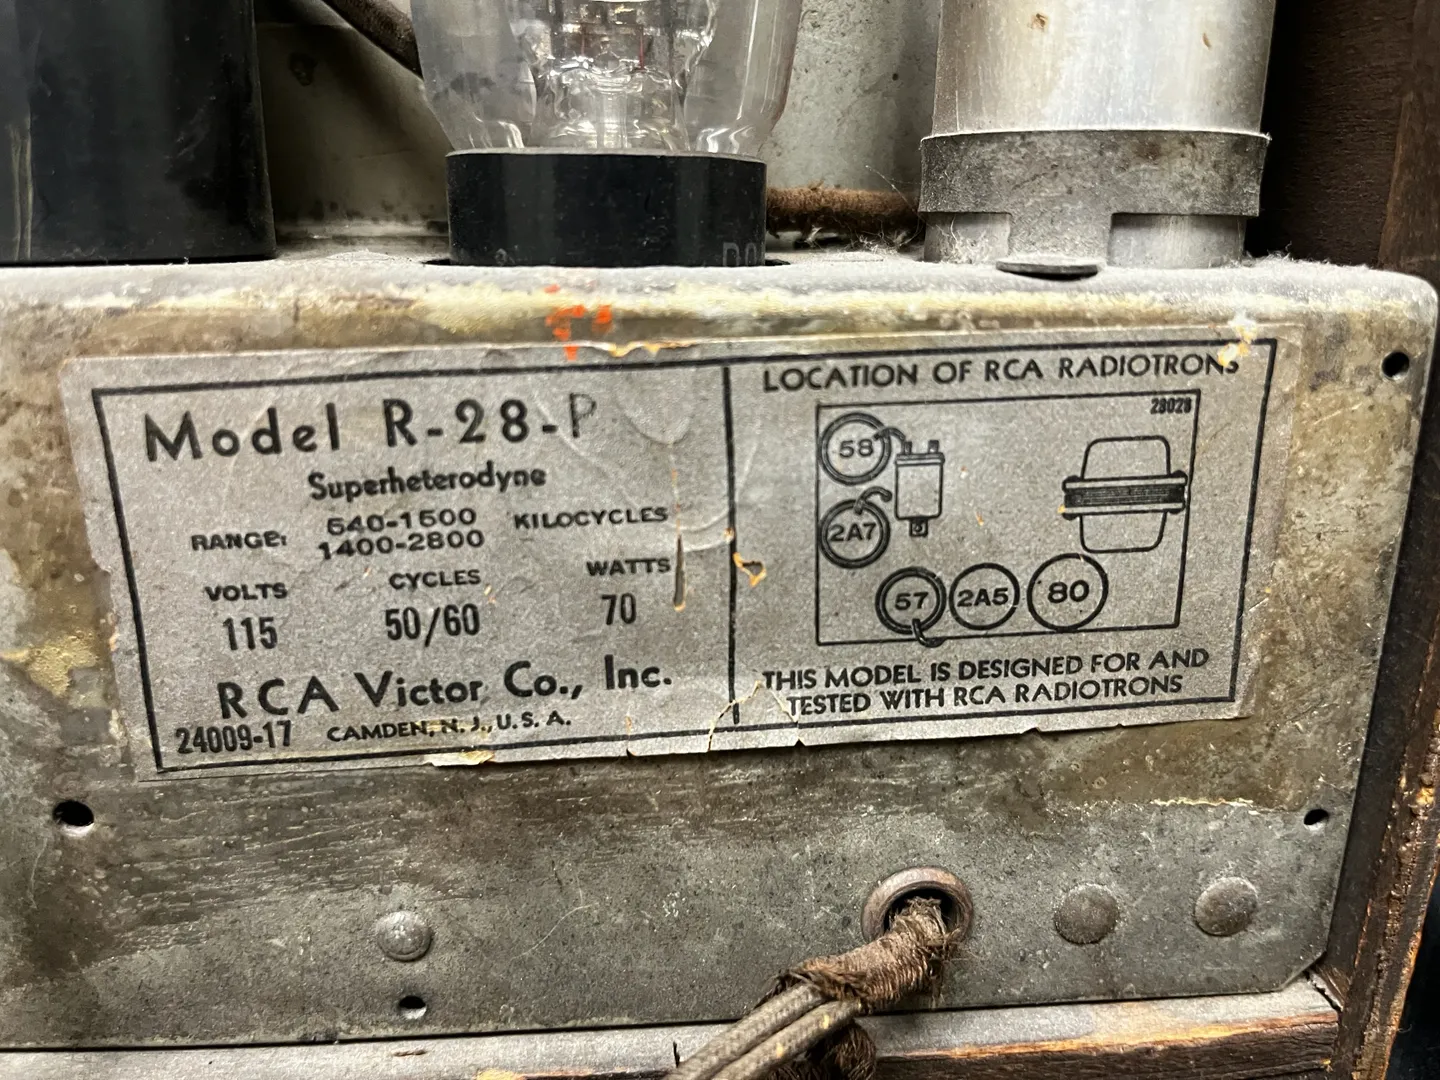 Model R-28-P
Superheterodyne
RANGE: 540-1500 KILOCYCLES
1400-2800
VOLTS CYCLES WATTS
115 50/60 70
RCA Victor Co., Inc.
24009-17 CAMDEN, N. J., U. S. A.
LOCATION OF RCA RADIOTRONS
28028
58
2A7
57 2A5 80
THIS MODEL IS DESIGNED FOR AND
TESTED WITH RCA RADIOTRONS